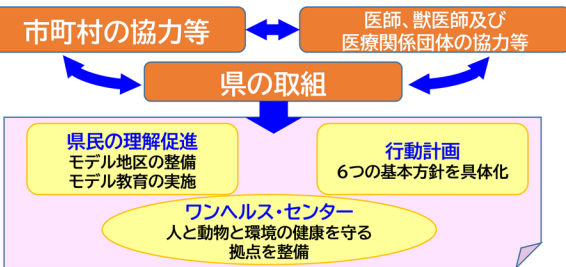 市町村の協力等
医師、獣医師及び
医療関係団体の協力等
県の取組
県民の理解促進
モデル地区の整備
モデル教育の実施
行動計画
6つの基本方針を具体化
ワンヘルス・センター
人と動物と環境の健康を守る
拠点を整備